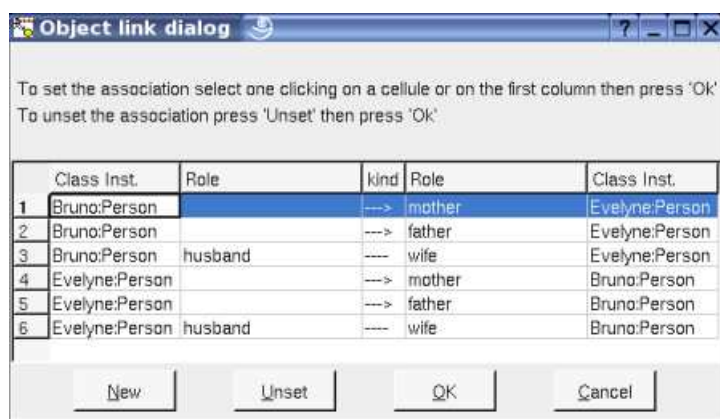 Object link dialog ?
To set the association select one clicking on a cellule or on the first column then press 'Ok'
To unset the association press 'Unset' then press 'Ok'
Class Inst. Role kind Role Class Inst.
1 Bruno:Person ---> mother Evelyne:Person
2 Bruno:Person ---> father Evelyne:Person
3 Bruno:Person husband ---- wife Evelyne:Person
4 Evelyne:Person ---> mother Bruno:Person
5 Evelyne:Person ---> father Bruno:Person
6 Evelyne:Person husband ---- wife Bruno:Person
New Unset OK Cancel